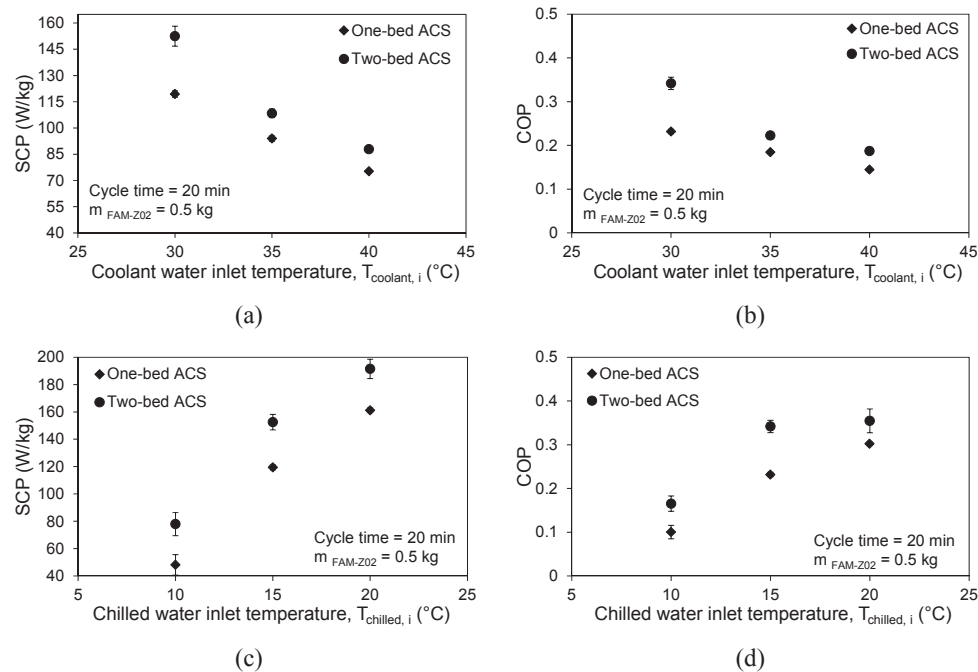 160
145
130
115
100
85
70
55
40
SCP (W/kg)
One-bed ACS
Two-bed ACS
Cycle time = 20 min
m FAM-Z02 = 0.5 kg
25 30 35 40 45
Coolant water inlet temperature, Tcoolant, i (°C)
(a)
0.5
0.4
0.3
0.2
0.1
0
COP
One-bed ACS
Two-bed ACS
Cycle time = 20 min
m FAM-Z02 = 0.5 kg
25 30 35 40 45
Coolant water inlet temperature, Tcoolant, i (°C)
(b)
200
180
160
140
120
100
80
60
40
SCP (W/kg)
One-bed ACS
Two-bed ACS
Cycle time = 20 min
m FAM-Z02 = 0.5 kg
5 10 15 20 25
Chilled water inlet temperature, Tchilled, i (°C)
(c)
0.5
0.4
0.3
0.2
0.1
0
COP
One-bed ACS
Two-bed ACS
Cycle time = 20 min
m FAM-Z02 = 0.5 kg
5 10 15 20 25
Chilled water inlet temperature, Tchilled, i (°C)
(d)